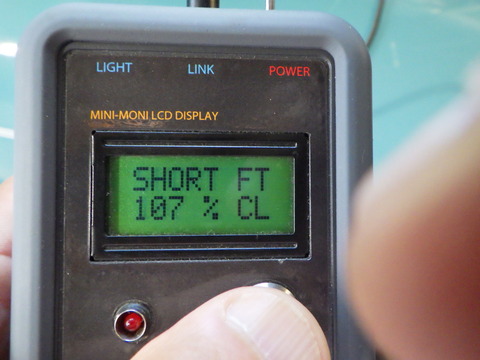 LIGHT LINK POWER
MINI-MONI LCD DISPLAY
SHORT FT
107 % CL